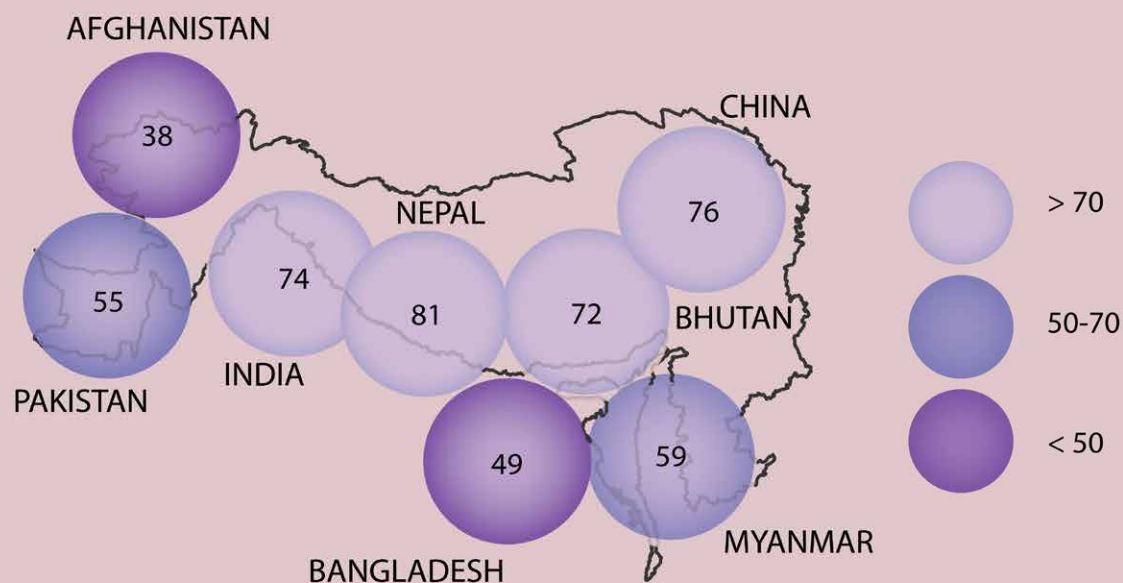 AFGHANISTAN
38
CHINA
76
NEPAL
74
81
72
BHUTAN
55
INDIA
PAKISTAN
49
59
BANGLADESH
MYANMAR
> 70
50-70
< 50